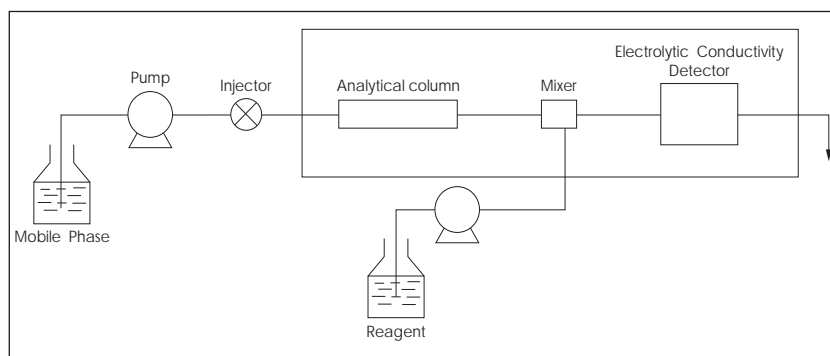 Electrolytic Conductivity
Detector
Pump
Injector
Analytical column
Mixer
Mobile Phase
Reagent